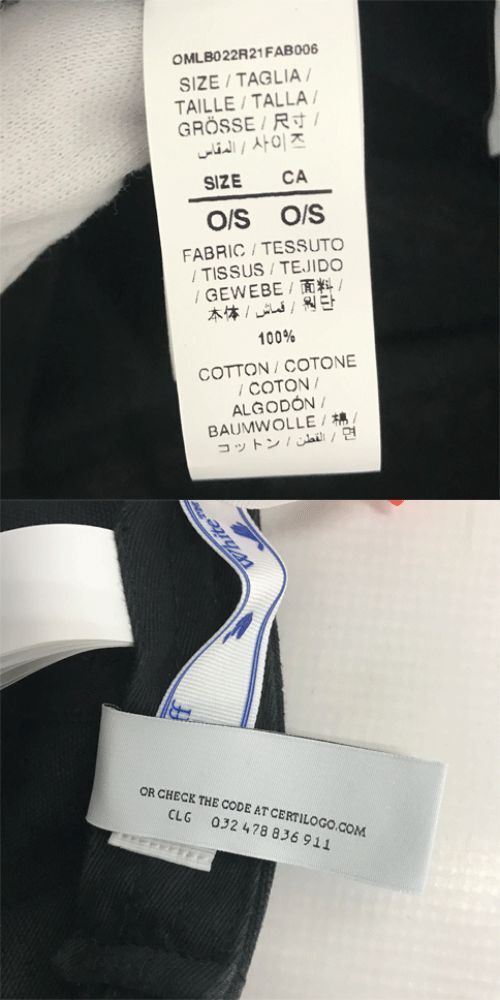 OMLB022R21FAB006
SIZE / TAGLIA /
TAILLE / TALLA /
GRÖSSE / 尺寸 /
المقاس / 사이즈
SIZE CA
O/S O/S
FABRIC / TESSUTO
/ TISSUS / TEJIDO
/ GEWEBE / 面料 /
本体 / قماش / 원단
100%
COTTON / COTONE
/ COTON /
ALGODÓN /
BAUMWOLLE / 棉 /
コットン / القطن / 면
White™
OR CHECK THE CODE AT CERTILOGO.COM
CLG 032 478 836 911